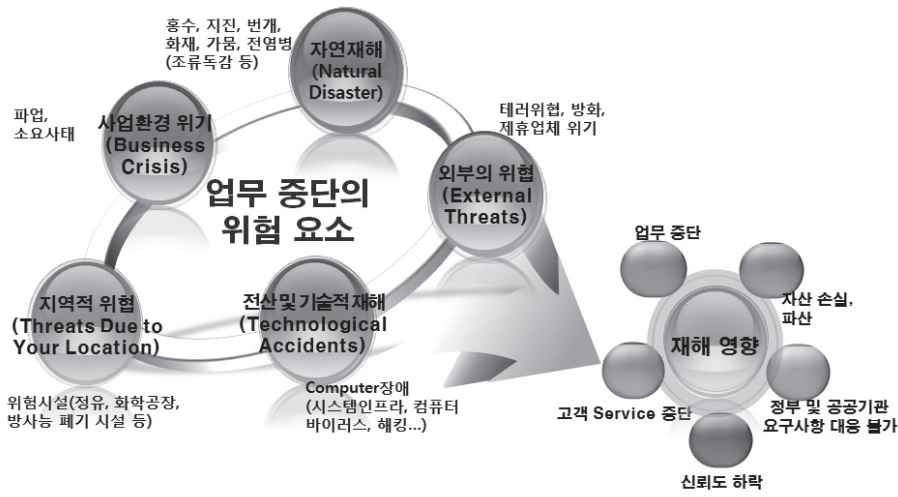 홍수, 지진, 번개,
화재, 가뭄, 전염병
(조류독감 등)
자연재해
(Natural
Disaster)
파업,
소요사태
사업환경 위기
(Business
Crisis)
테러위협, 방화,
제휴업체 위기
외부의 위협
(External
Threats)
업무 중단의
위험 요소
지역적 위협
(Threats Due to
Your Location)
위험시설(정유, 화학공장,
방사능 폐기 시설 등)
전산 및 기술적 재해
(Technological
Accidents)
Computer장애
(시스템인프라, 컴퓨터
바이러스, 해킹...)
업무 중단
자산 손실,
파산
재해 영향
고객 Service 중단
정부 및 공공기관
요구사항 대응 불가
신뢰도 하락